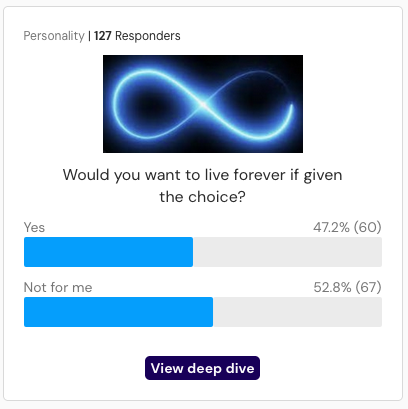 Personality | 127 Responders
Would you want to live forever if given
the choice?
Yes 47.2% (60)
Not for me 52.8% (67)
View deep dive